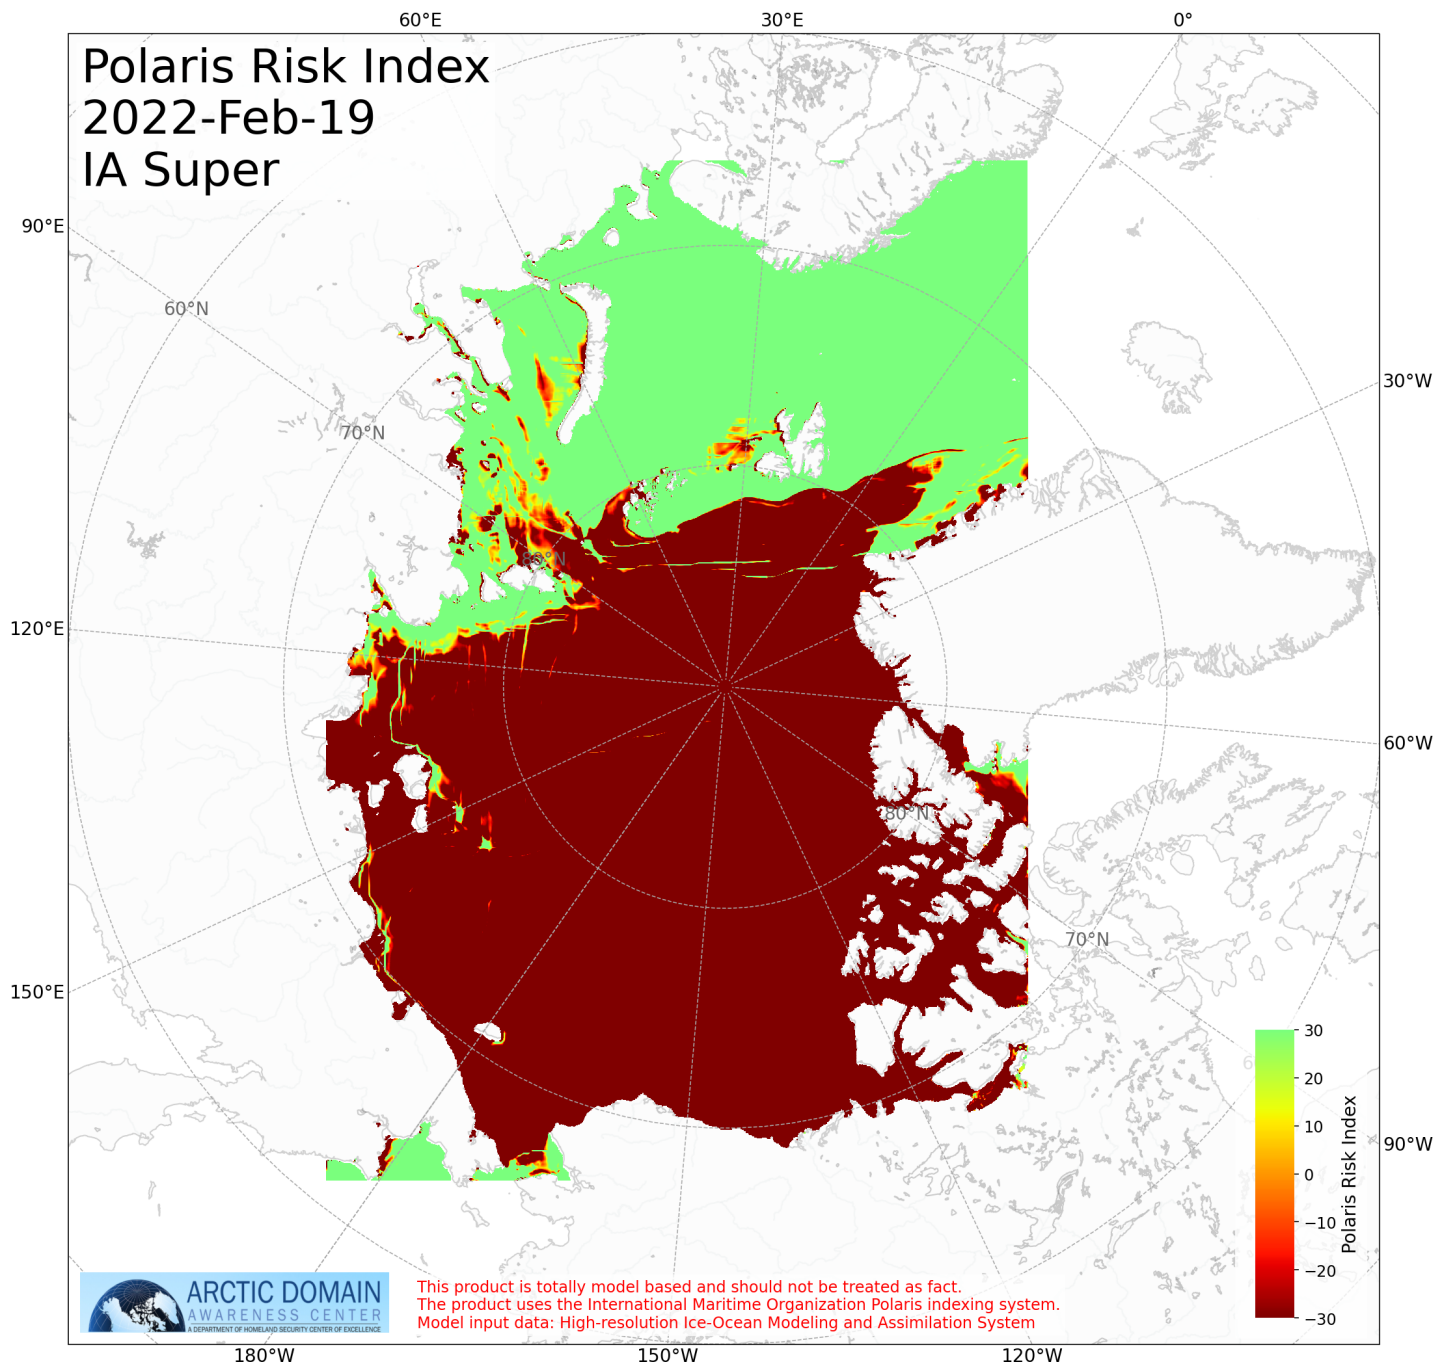 60°E 30°E 0°
Polaris Risk Index
2022-Feb-19
IA Super
90°E
60°N
30°W
70°N
80°N
120°E
60°W
80°N
70°N
150°E
30
20
10
0
−10
−20
−30
Polaris Risk Index
90°W
ARCTIC DOMAIN
AWARENESS CENTER
A DEPARTMENT OF HOMELAND SECURITY CENTER OF EXCELLENCE
This product is totally model based and should not be treated as fact.
The product uses the International Maritime Organization Polaris indexing system.
Model input data: High-resolution Ice-Ocean Modeling and Assimilation System
180°W 150°W 120°W